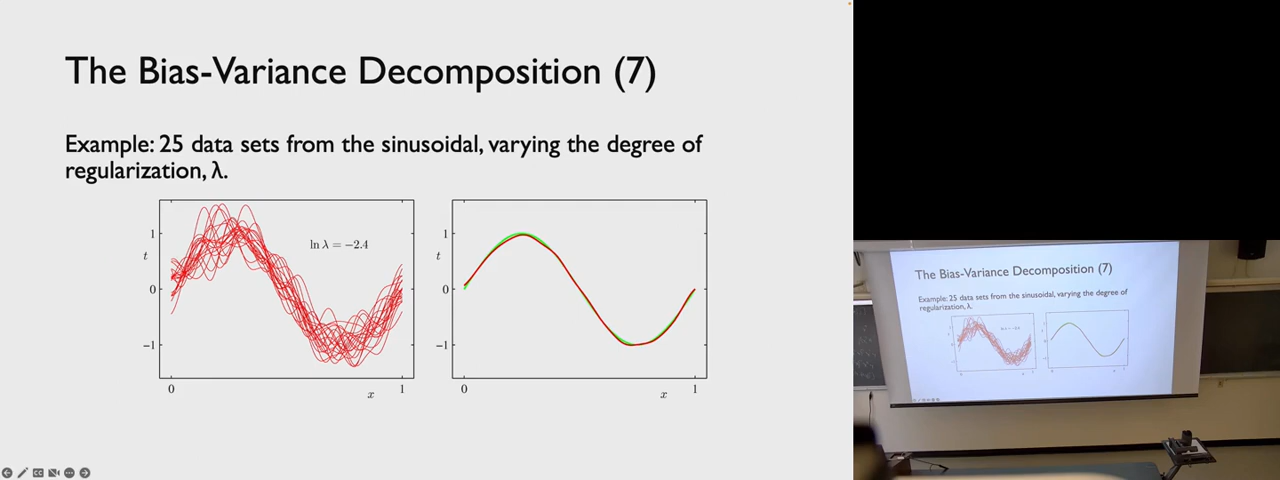 The Bias-Variance Decomposition (7)
Example: 25 data sets from the sinusoidal, varying the degree of
regularization, λ.
ln λ = −2.4
1
t
0
−1
0
x
1
1
t
0
−1
0
x
1
The Bias-Variance Decomposition (7)
Example: 25 data sets from the sinusoidal, varying the degree of
regularization, λ.